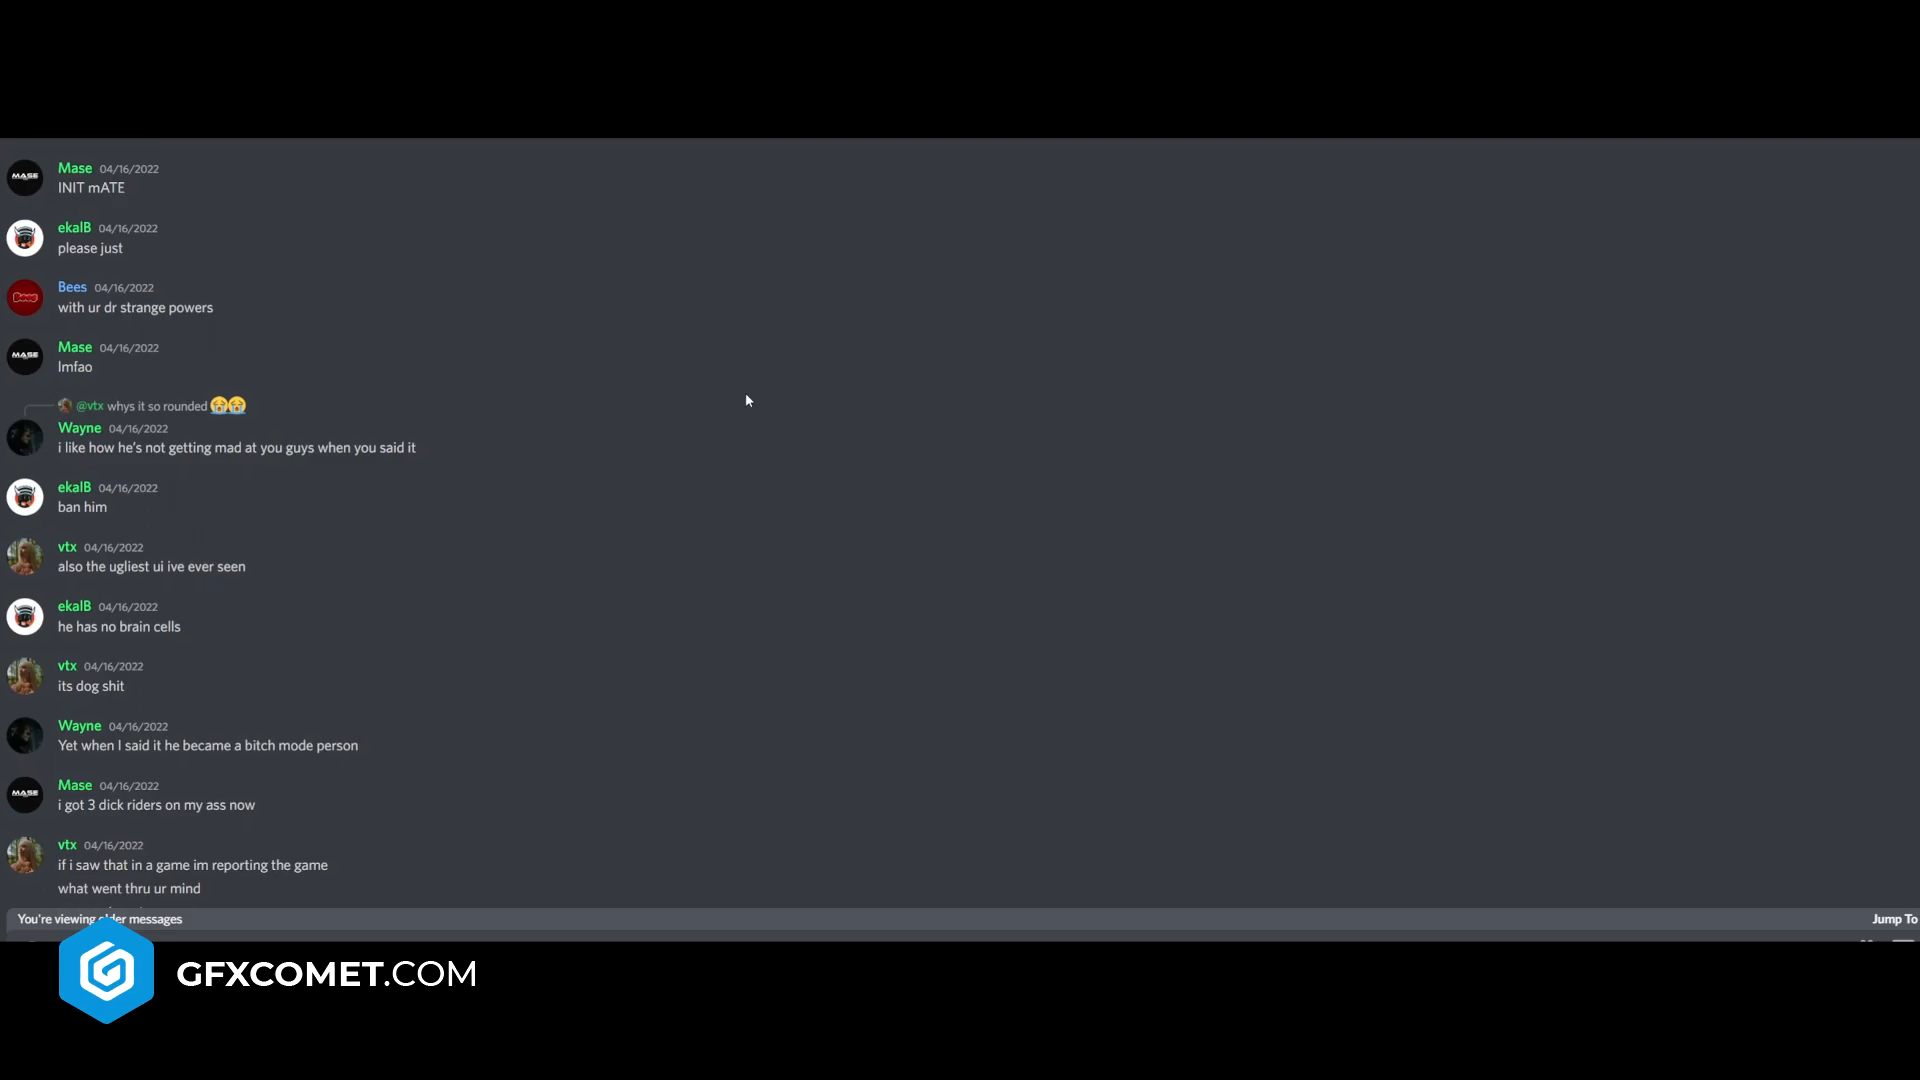 Mase 04/16/2022
INIT mATE
ekalB 04/16/2022
please just
Bees 04/16/2022
with ur dr strange powers
Mase 04/16/2022
lmfao
@vtx whys it so rounded 😭😭
Wayne 04/16/2022
i like how he's not getting mad at you guys when you said it
ekalB 04/16/2022
ban him
vtx 04/16/2022
also the ugliest ui ive ever seen
ekalB 04/16/2022
he has no brain cells
vtx 04/16/2022
its dog shit
Wayne 04/16/2022
Yet when I said it he became a bitch mode person
Mase 04/16/2022
i got 3 dick riders on my ass now
vtx 04/16/2022
if i saw that in a game im reporting the game
what went thru ur mind
You're viewing older messages
Jump To
GFXCOMET.COM